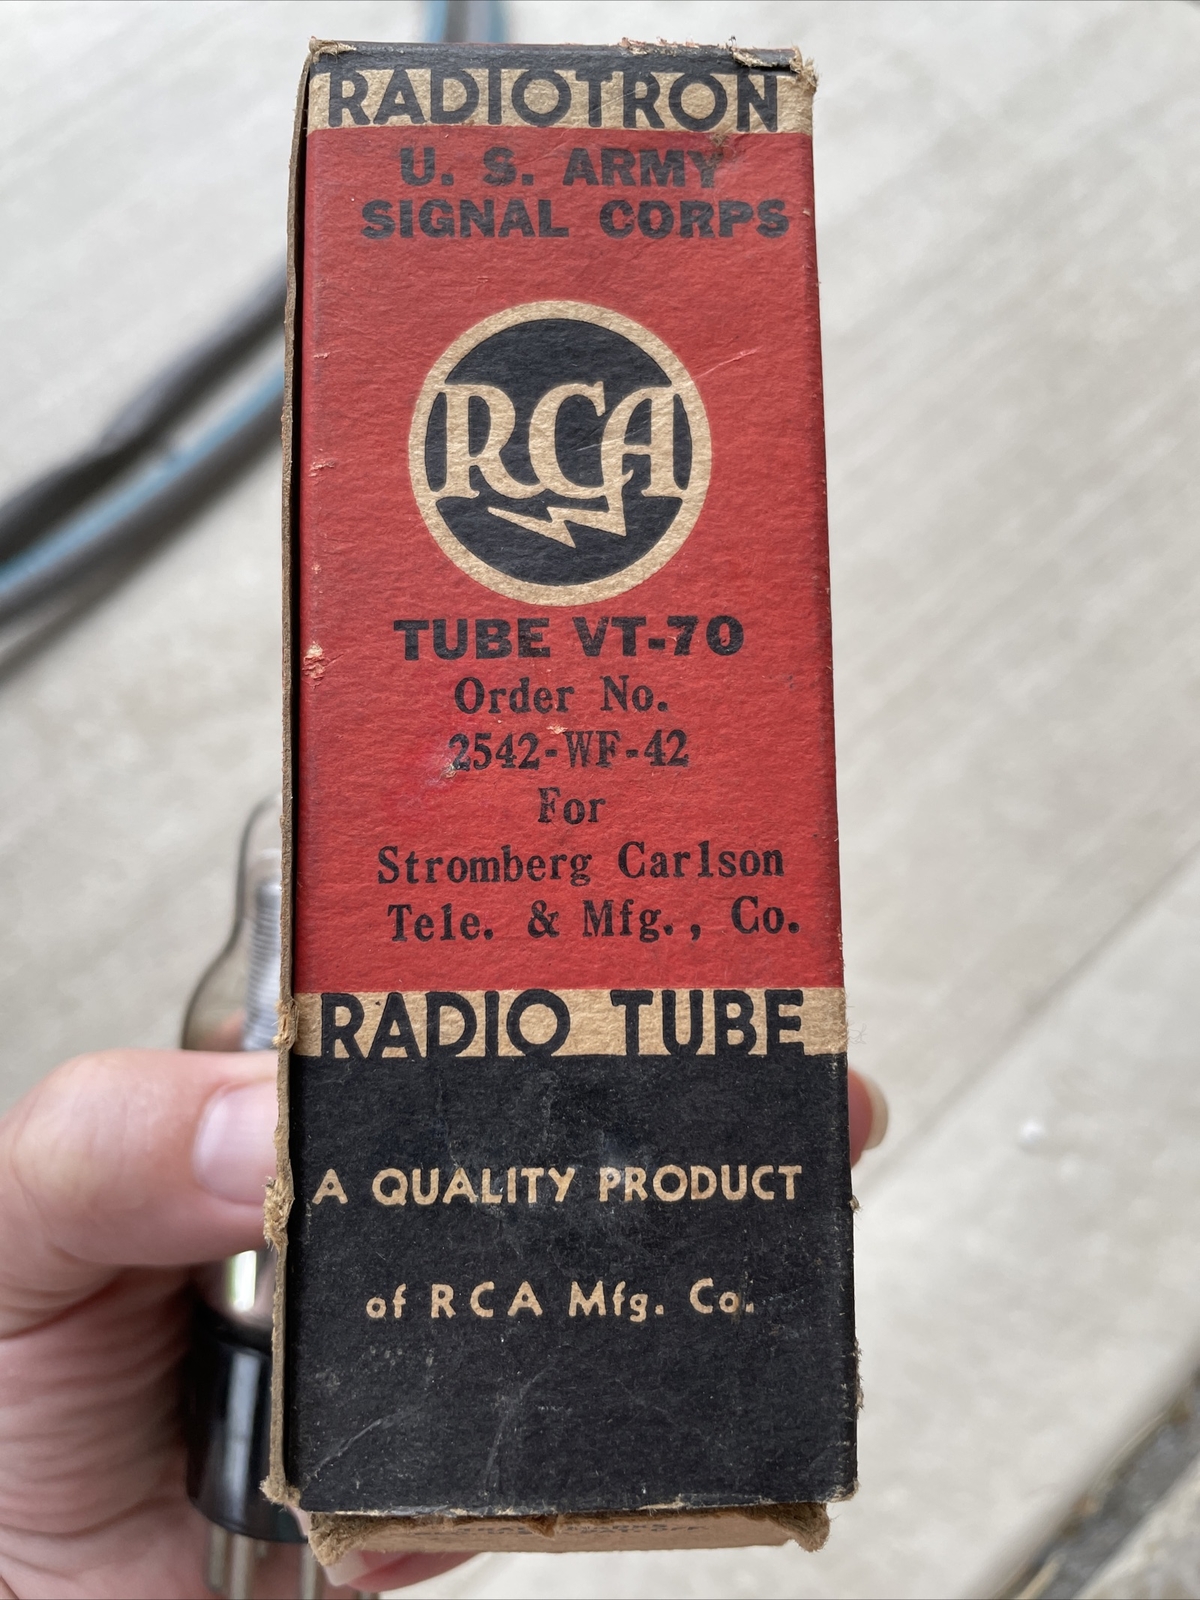 RADIOTRON
U. S. ARMY
SIGNAL CORPS
RCA
TUBE VT-70
Order No.
2542-WF-42
For
Stromberg Carlson
Tele. & Mfg., Co.
RADIO TUBE
A QUALITY PRODUCT
of RCA Mfg. Co.